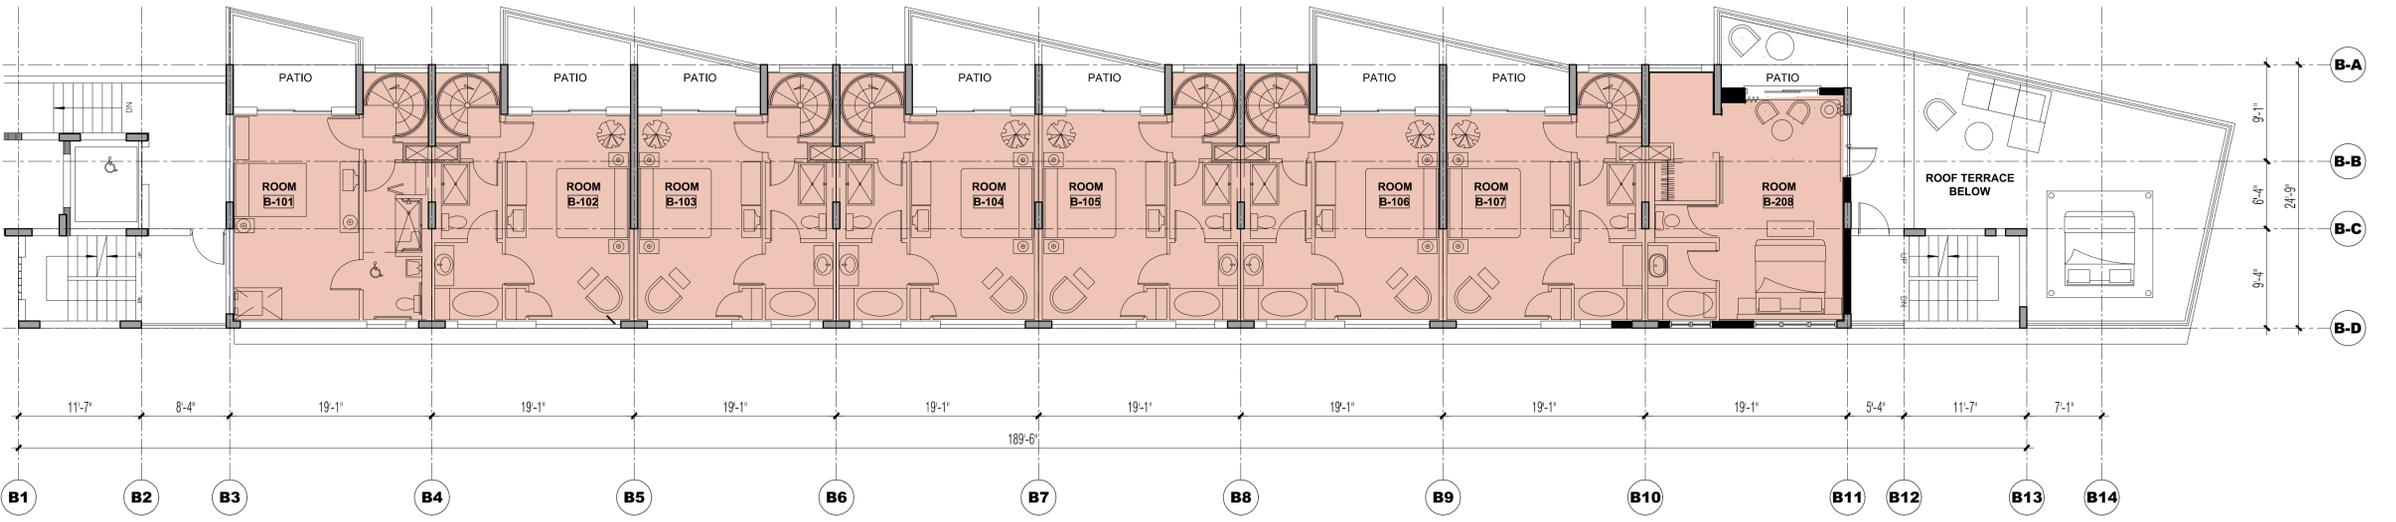 PATIO
PATIO
PATIO
PATIO
PATIO
PATIO
PATIO
PATIO
B-A
DN
9'-1"
B-B
ROOM
B-101
ROOM
B-102
ROOM
B-103
ROOM
B-104
ROOM
B-105
ROOM
B-106
ROOM
B-107
ROOM
B-208
ROOF TERRACE
BELOW
6'-4"
24'-9"
B-C
UP
DN
9'-4"
B-D
11'-7"
8'-4"
19'-1"
19'-1"
19'-1"
19'-1"
19'-1"
19'-1"
19'-1"
19'-1"
5'-4"
11'-7"
7'-1"
189'-6"
B1
B2
B3
B4
B5
B6
B7
B8
B9
B10
B11
B12
B13
B14